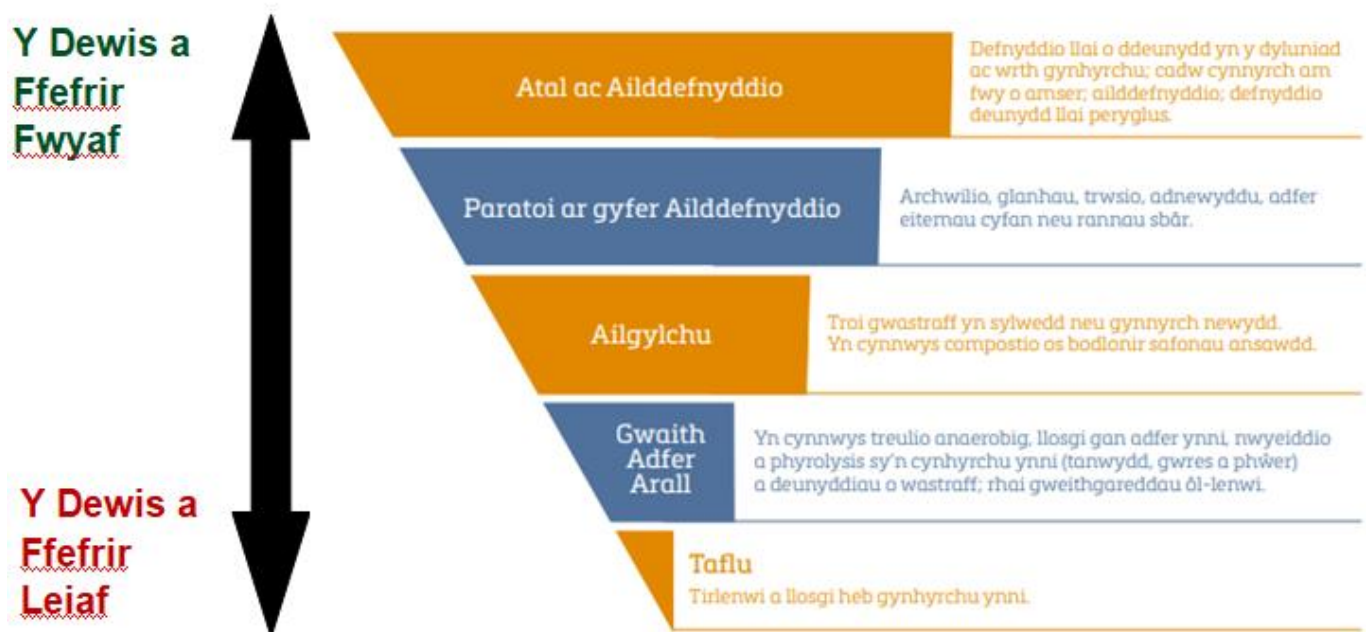 Y Dewis a
Ffefrir
Fwyaf
Atal ac Ailddefnyddio
Defnyddio llai o ddeunydd yn y dyluniad
ac wrth gynhyrchu; cadw cynnyrch am
fwy o amser; ailddefnyddio; defnyddio
deunydd llai peryglus.
Paratoi ar gyfer Ailddefnyddio
Archwilio, glanhau, trwsio, adnewyddu, adfer
eitemau cyfan neu rannau sbâr.
Ailgylchu
Troi gwastraff yn sylwedd neu gynnyrch newydd.
Yn cynnwys compostio os bodlonir safonau ansawdd.
Gwaith
Adfer
Arall
Yn cynnwys treulio anaerobig, llosgi gan adfer ynni, nwyeiddio
a phyrolysis sy'n cynhyrchu ynni (tanwydd, gwres a phŵer)
a deunyddiau o wastraff; rhai gweithgareddau ôl-lenwi.
Y Dewis a
Ffefrir
Leiaf
Taflu
Tirlenwi a llosgi heb gynhyrchu ynni.